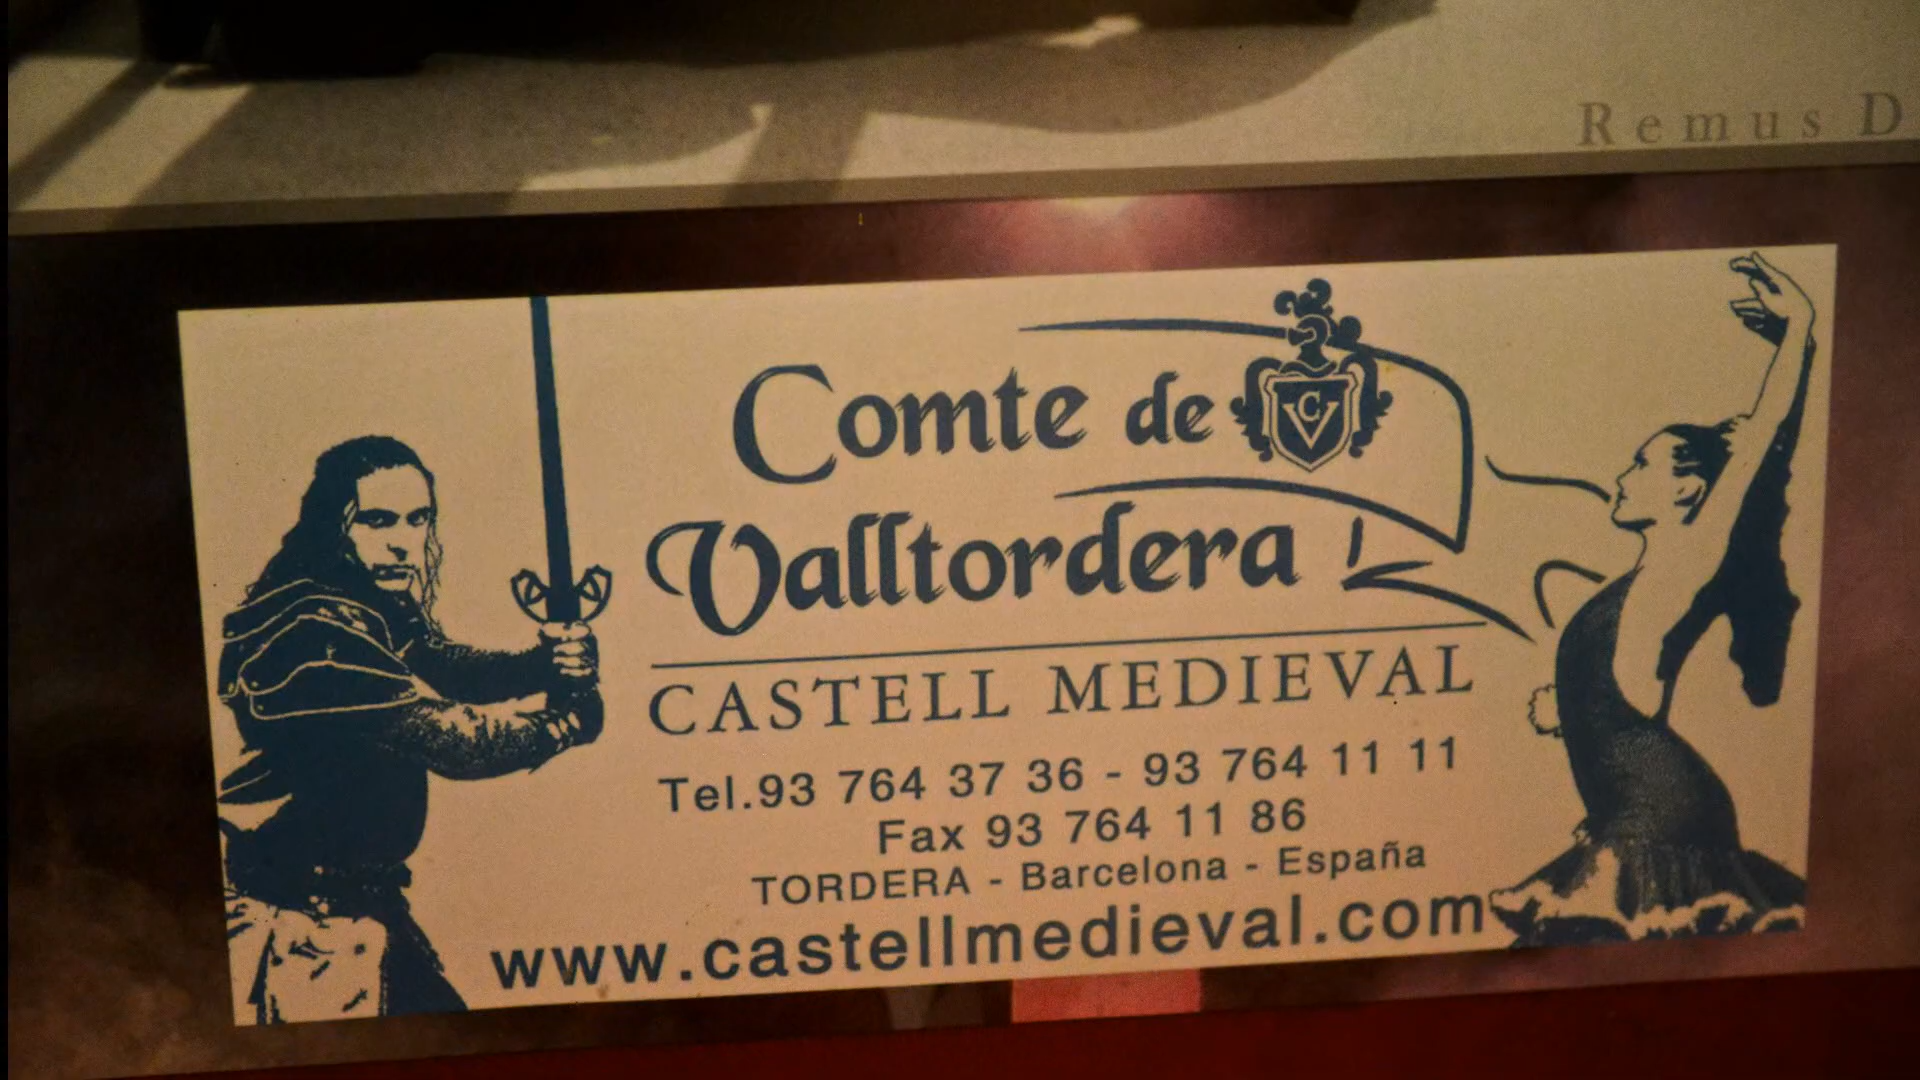 Remus D
Comte de
CV
Valltordera
CASTELL MEDIEVAL
Tel.93 764 37 36 - 93 764 11 11
Fax 93 764 11 86
TORDERA - Barcelona - España
www.castellmedieval.com